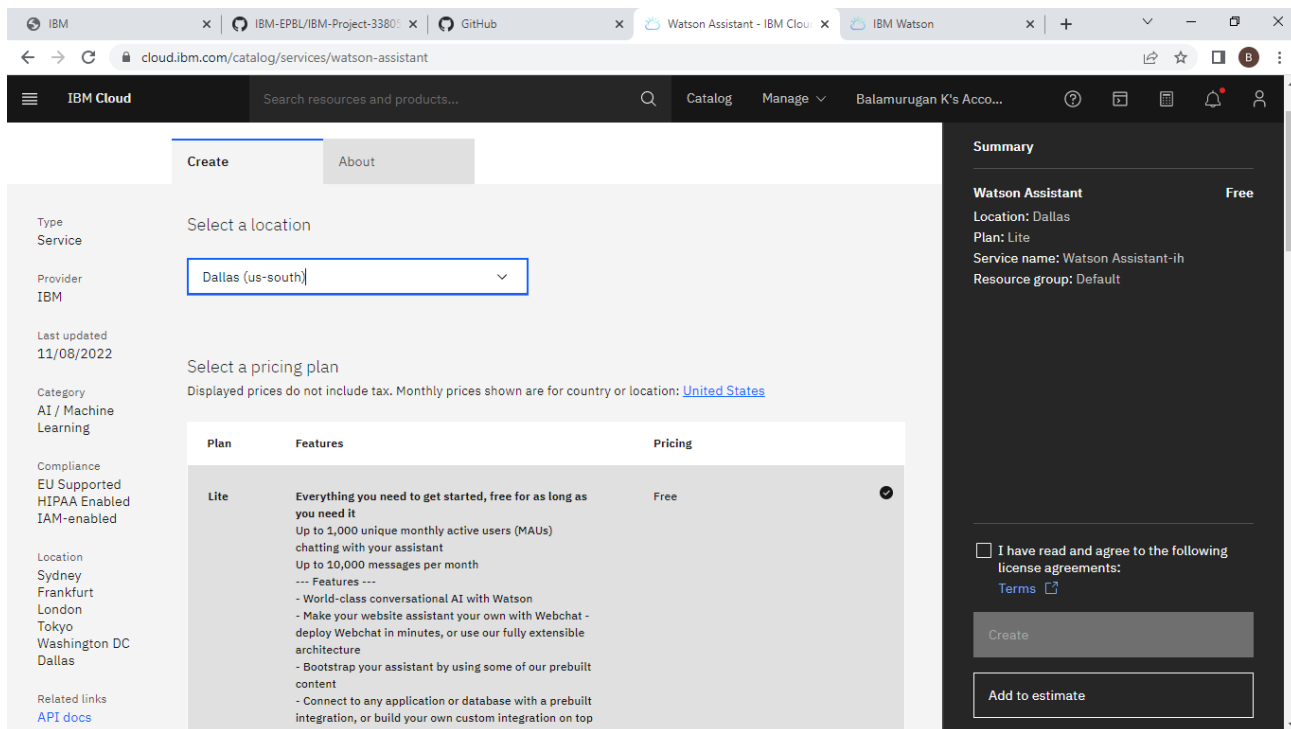 IBM
IBM-EPBL/IBM-Project-33805
GitHub
Watson Assistant - IBM Clou
IBM Watson
cloud.ibm.com/catalog/services/watson-assistant
B
IBM Cloud
Search resources and products...
Catalog
Manage
Balamurugan K's Acco...
Create
About
Type
Service
Provider
IBM
Last updated
11/08/2022
Category
AI / Machine
Learning
Compliance
EU Supported
HIPAA Enabled
IAM-enabled
Location
Sydney
Frankfurt
London
Tokyo
Washington DC
Dallas
Related links
API docs
Select a location
Dallas (us-south)
Select a pricing plan
Displayed prices do not include tax. Monthly prices shown are for country or location: United States
Plan Features Pricing
Lite
Everything you need to get started, free for as long as
you need it
Up to 1,000 unique monthly active users (MAUs)
chatting with your assistant
Up to 10,000 messages per month
--- Features ---
- World-class conversational AI with Watson
- Make your website assistant your own with Webchat -
deploy Webchat in minutes, or use our fully extensible
architecture
- Bootstrap your assistant by using some of our prebuilt
content
- Connect to any application or database with a prebuilt
integration, or build your own custom integration on top
Free
Summary
Watson Assistant Free
Location: Dallas
Plan: Lite
Service name: Watson Assistant-ih
Resource group: Default
I have read and agree to the following
license agreements:
Terms
Create
Add to estimate